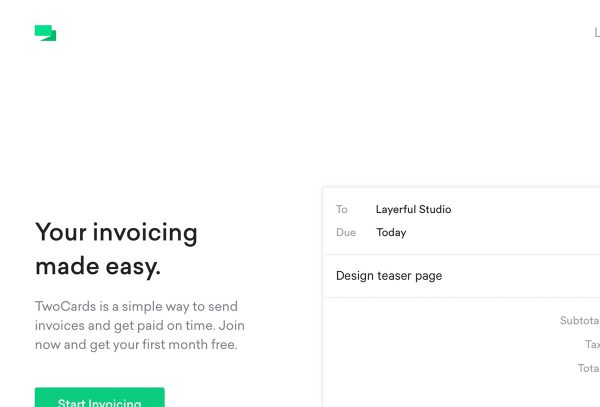 Your invoicing
made easy.
TwoCards is a simple way to send
invoices and get paid on time. Join
now and get your first month free.
Start Invoicing
To Layerful Studio
Due Today
Design teaser page
Subtota
Tax
Tota